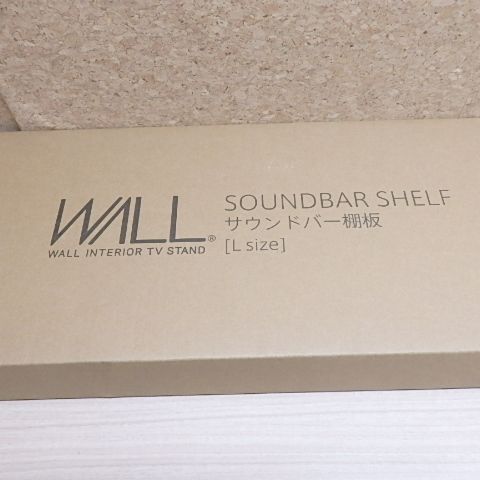 WALL®
WALL INTERIOR TV STAND
SOUNDBAR SHELF
サウンドバー棚板
[L size]